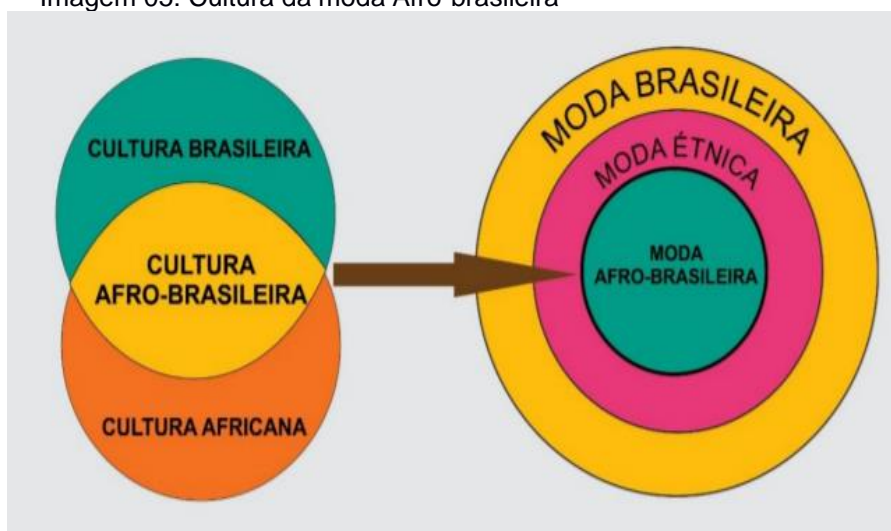 Imagem 05: Cultura da moda Afro-brasileira
CULTURA BRASILEIRA
CULTURA
AFRO-BRASILEIRA
CULTURA AFRICANA
MODA BRASILEIRA
MODA ÉTNICA
MODA
AFRO-BRASILEIRA